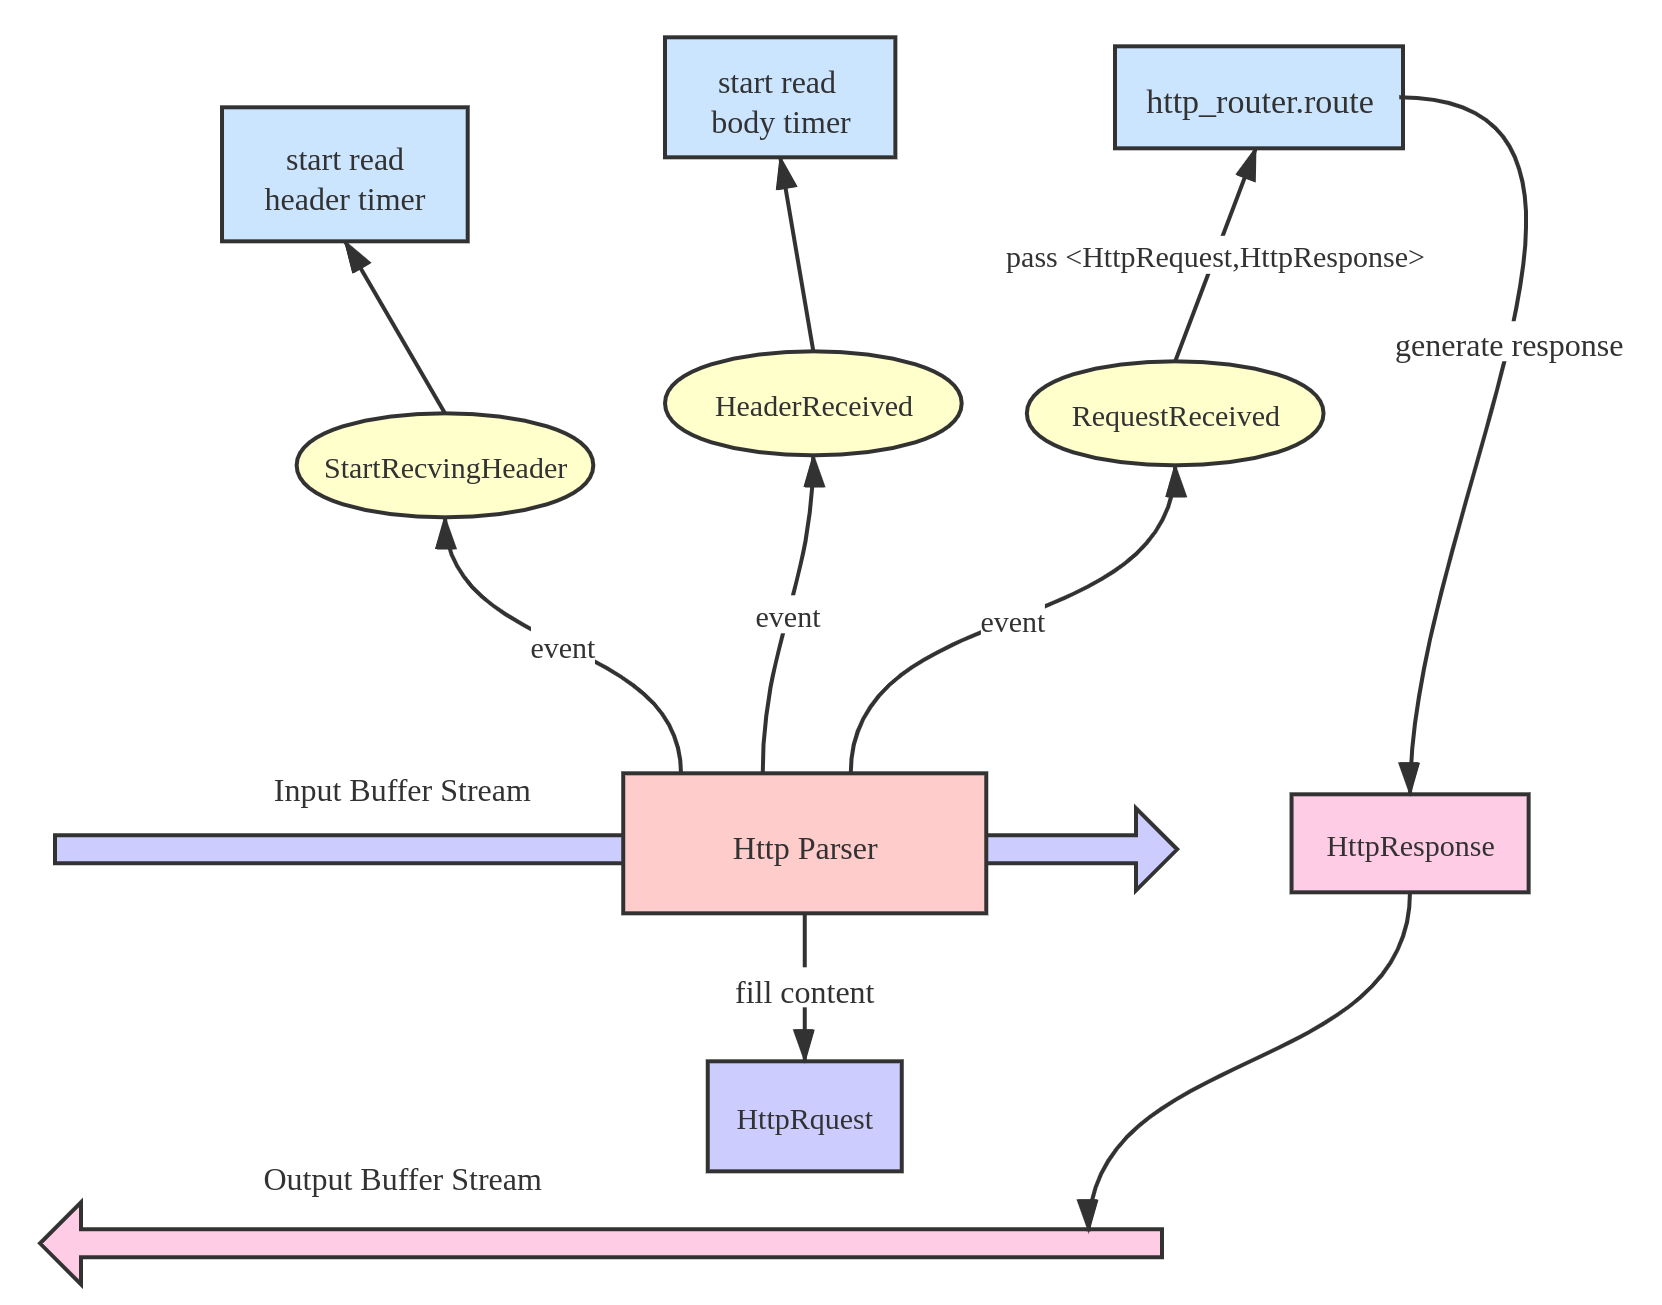 start read
body timer
http_router.route
start read
header timer
pass <HttpRequest,HttpResponse>
generate response
HeaderReceived
RequestReceived
StartRecvingHeader
event
event
event
Input Buffer Stream
Http Parser
HttpResponse
fill content
HttpRquest
Output Buffer Stream